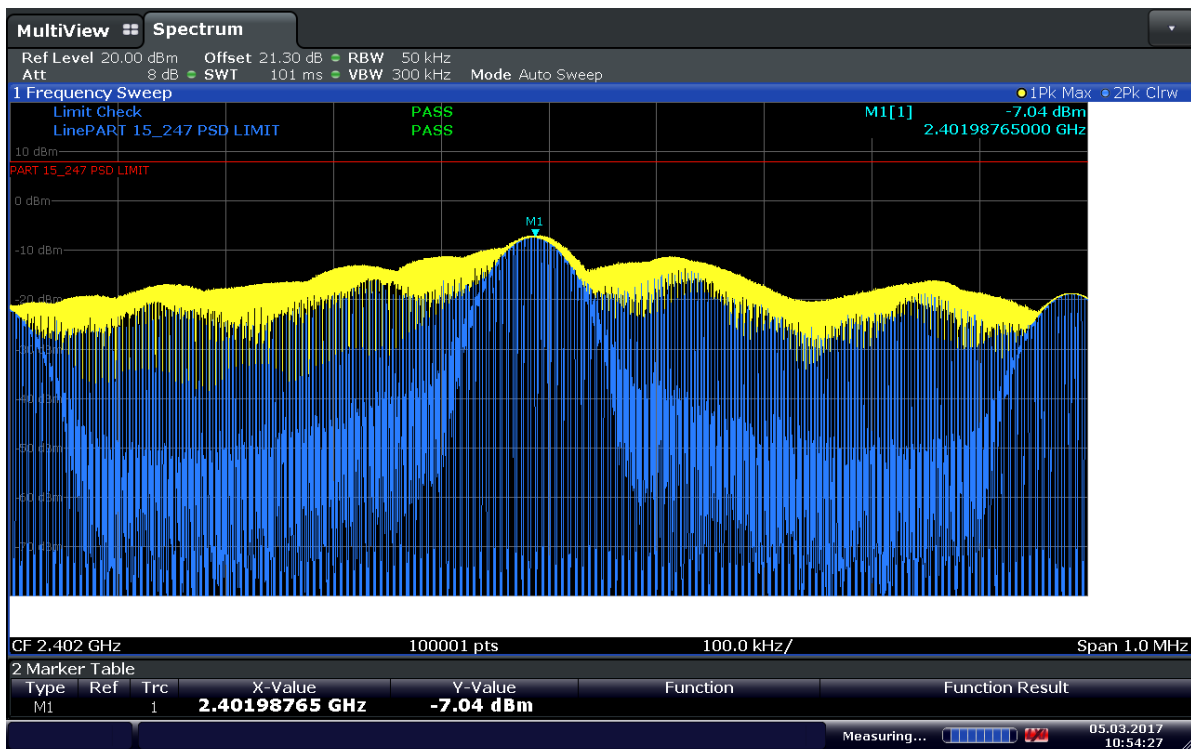 MultiView Spectrum
Ref Level 20.00 dBm Offset 21.30 dB RBW 50 kHz
Att 8 dB SWT 101 ms VBW 300 kHz Mode Auto Sweep
1 Frequency Sweep 1Pk Max 2Pk Clrw
Limit Check PASS M1[1] -7.04 dBm
LinePART 15_247 PSD LIMIT PASS 2.40198765000 GHz
10 dBm
PART 15_247 PSD LIMIT
0 dBm
M1
-10 dBm
-20 dBm
-30 dBm
-40 dBm
-50 dBm
-60 dBm
-70 dBm
CF 2.402 GHz 100001 pts 100.0 kHz/ Span 1.0 MHz
2 Marker Table
Type Ref Trc X-Value Y-Value Function Function Result
M1 1 2.40198765 GHz -7.04 dBm
Measuring... 05.03.2017
10:54:27